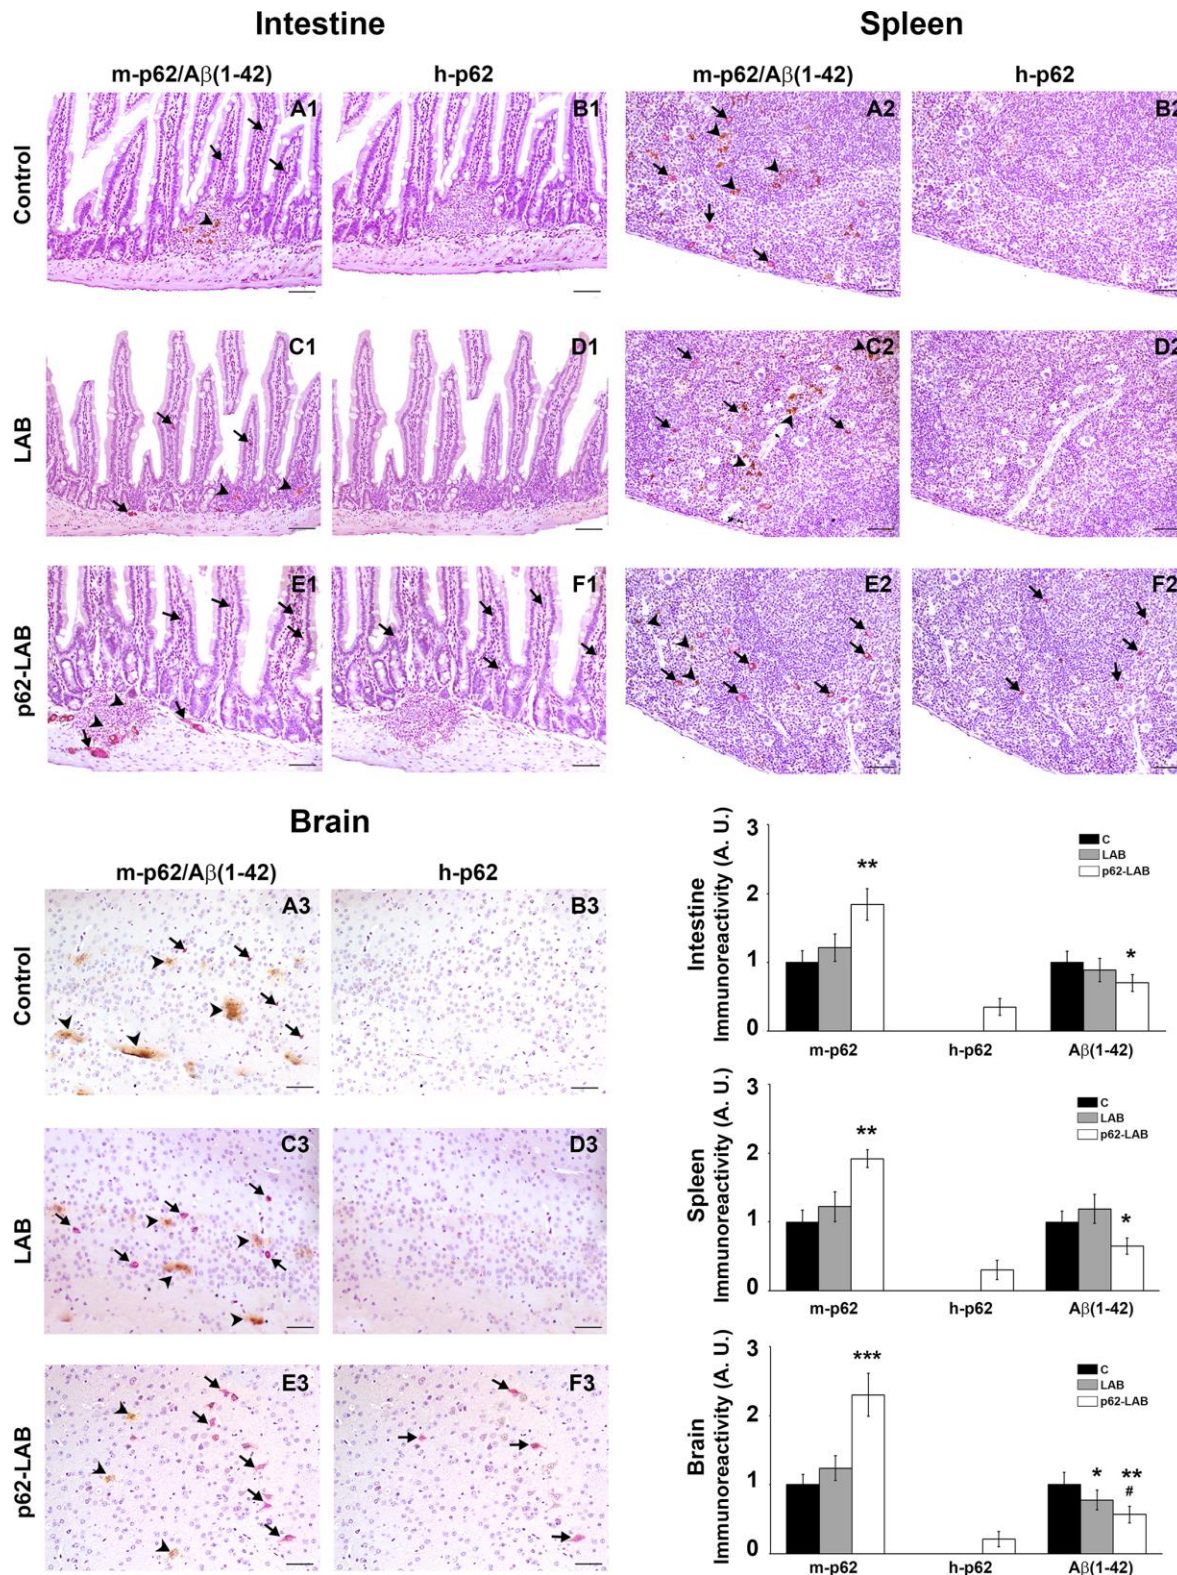 Intestine
Spleen
m-p62/Aβ(1-42)
h-p62
m-p62/Aβ(1-42)
h-p62
Control
A1
B1
A2
B2
LAB
C1
D1
C2
D2
p62-LAB
E1
F1
E2
F2
Brain
m-p62/Aβ(1-42)
h-p62
Control
A3
B3
LAB
C3
D3
p62-LAB
E3
F3
Intestine
Immunoreactivity (A. U.)
3
2
1
0
C
LAB
p62-LAB
**
*
m-p62
h-p62
Aβ(1-42)
Spleen
Immunoreactivity (A. U.)
3
2
1
0
C
LAB
p62-LAB
**
*
m-p62
h-p62
Aβ(1-42)
Brain
Immunoreactivity (A. U.)
3
2
1
0
C
LAB
p62-LAB
***
*
**
#
m-p62
h-p62
Aβ(1-42)